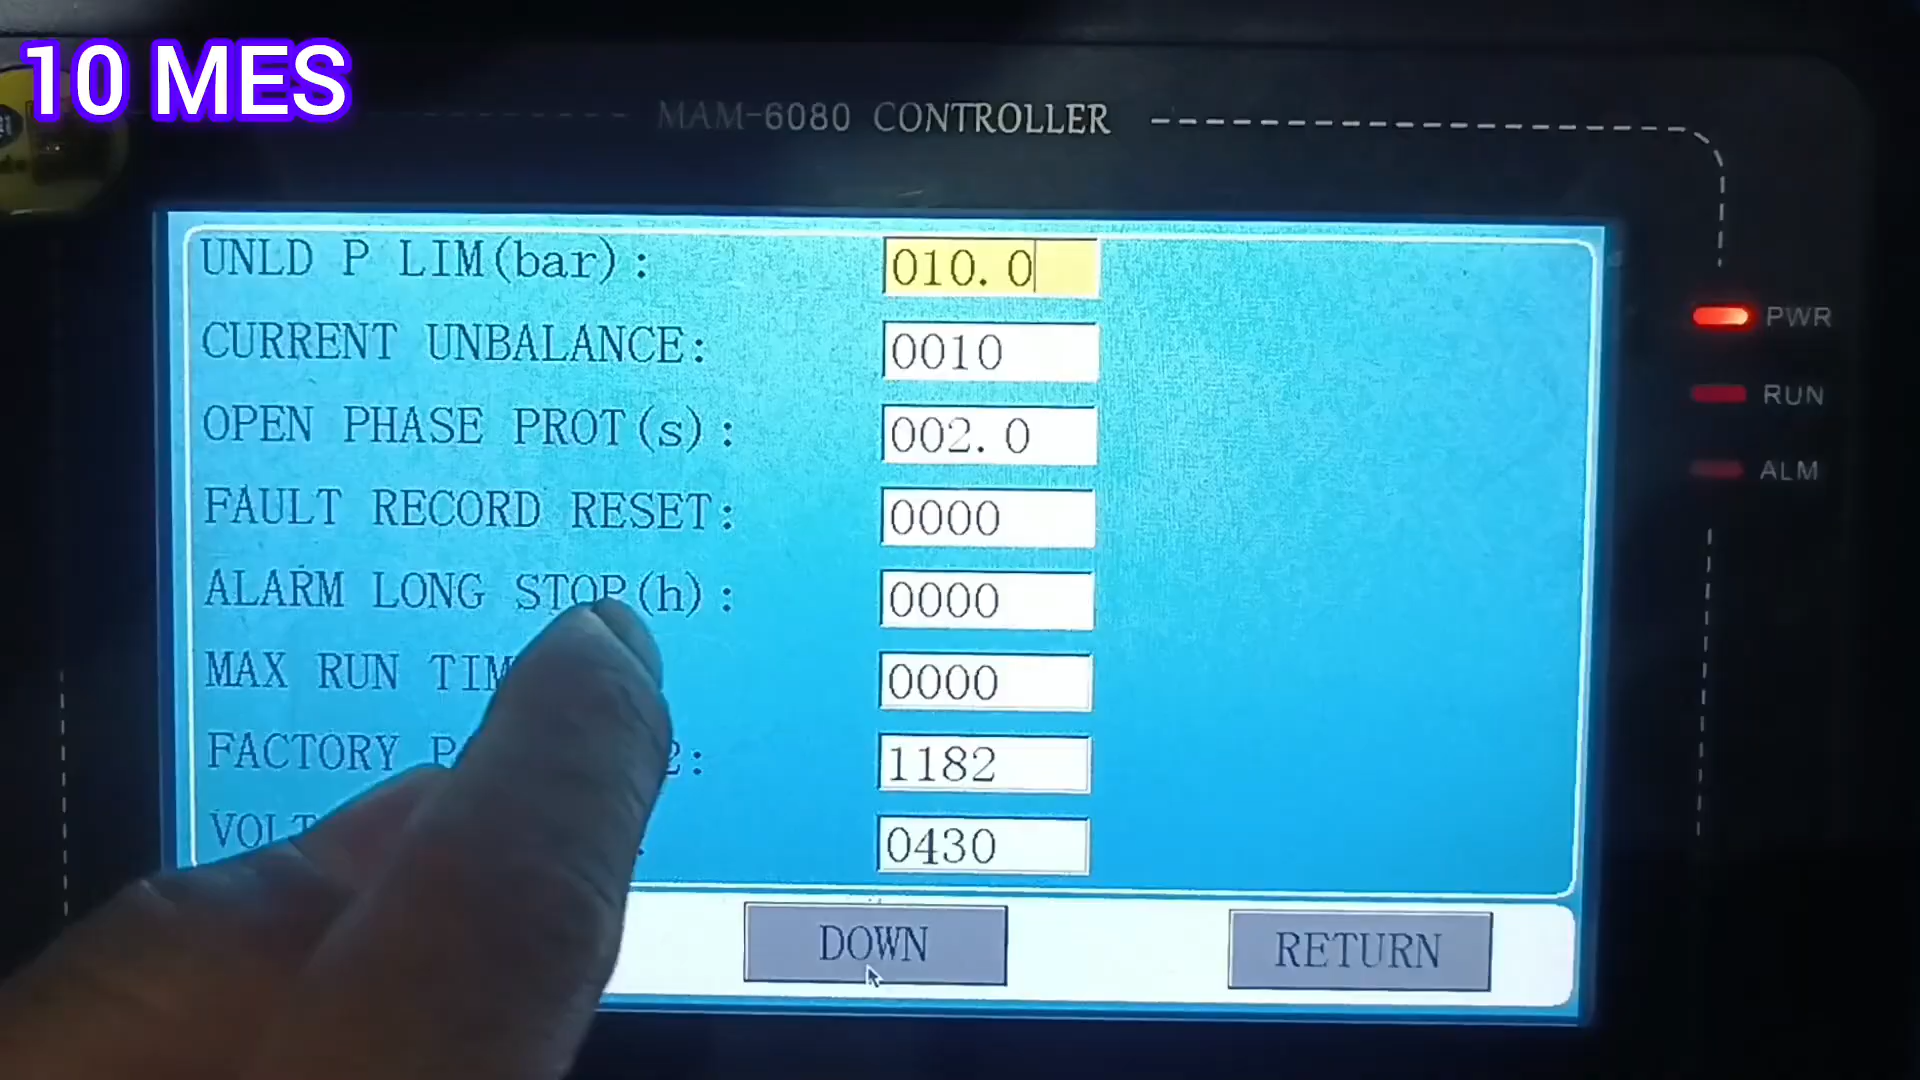 10 MES
MAM-6080 CONTROLLER
UNLD P LIM(bar): 010.0
CURRENT UNBALANCE: 0010
OPEN PHASE PROT(s): 002.0
FAULT RECORD RESET: 0000
ALARM LONG STOP(h): 0000
MAX RUN 0000
FACTORY 2: 1182
0430
DOWN
RETURN
PWR
RUN
ALM